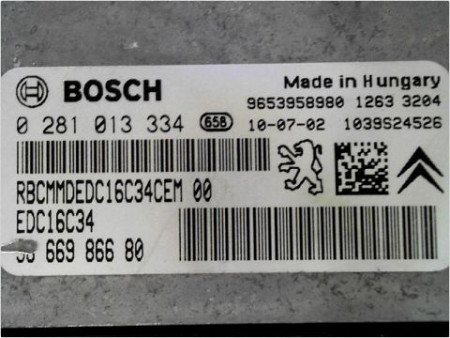 BOSCH
Made in Hungary
9653958980 1263 3204
0 281 013 334 658 10-07-02 1039S24526
RBCMMDEDC16C34CEM 00
EDC16C34
669 866 80